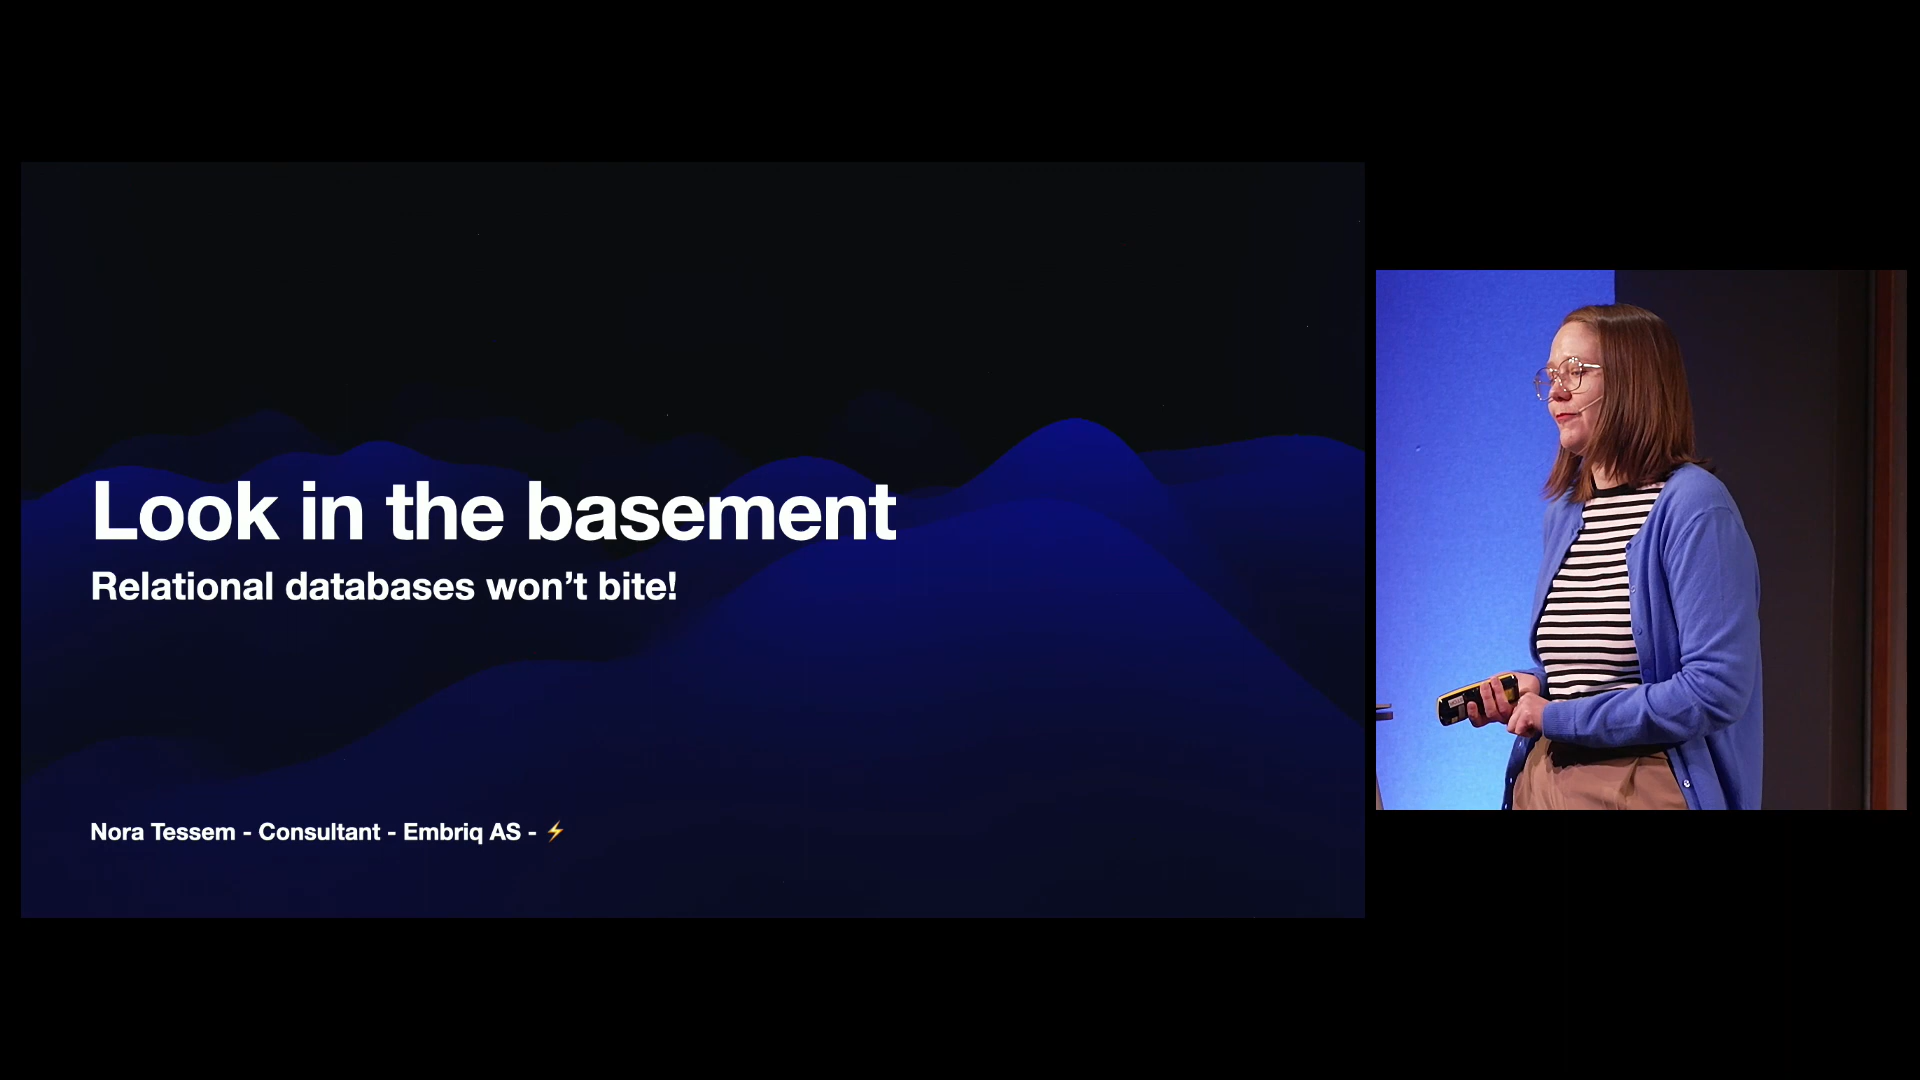 Look in the basement
Relational databases won’t bite!
Nora Tessem - Consultant - Embriq AS - ⚡